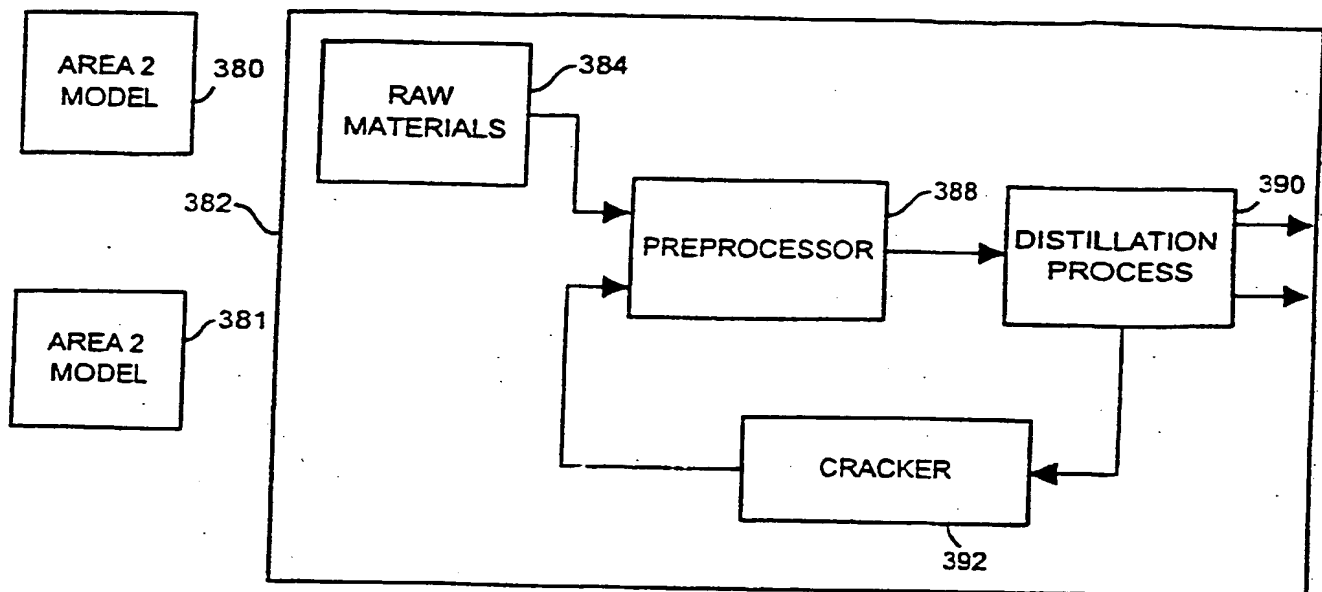 AREA 2
MODEL
380
RAW
MATERIALS
384
382
PREPROCESSOR
388
DISTILLATION
PROCESS
390
AREA 2
MODEL
381
CRACKER
392